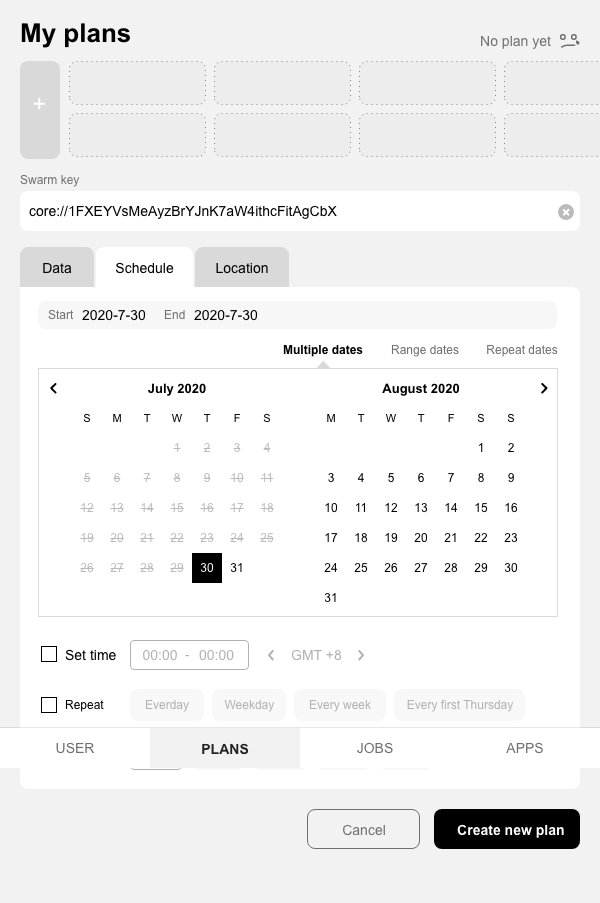 My plans
No plan yet
+
Swarm key
core://1FXEYVsMeAyzBrYJnK7aW4ithcFitAgCbX
Data Schedule Location
Start 2020-7-30 End 2020-7-30
Multiple dates Range dates Repeat dates
July 2020
S M T W T F S
1 2 3 4
5 6 7 8 9 10 11
12 13 14 15 16 17 18
19 20 21 22 23 24 25
26 27 28 29 30 31
August 2020
M T W T F S S
1 2
3 4 5 6 7 8 9
10 11 12 13 14 15 16
17 18 19 20 21 22 23
24 25 26 27 28 29 30
31
Set time 00:00 - 00:00 GMT +8
Repeat Everday Weekday Every week Every first Thursday
USER PLANS JOBS APPS
Cancel Create new plan